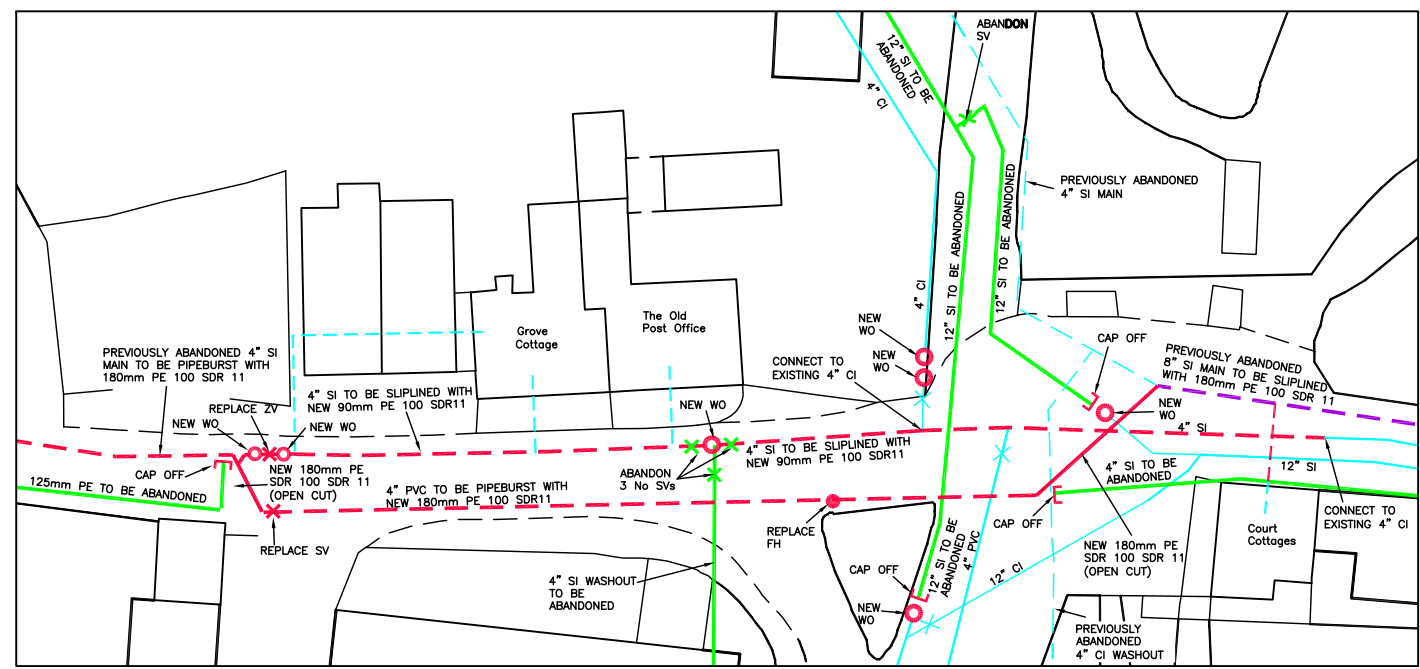 ABANDON
SV
12" SI TO BE
ABANDONED
4" CI
PREVIOUSLY ABANDONED
4" SI MAIN
12" SI TO BE ABANDONED
12" SI TO BE ABANDONED
4" CI
NEW
WO
NEW
WO
CONNECT TO
EXISTING 4" CI
CAP OFF
PREVIOUSLY ABANDONED
8" SI MAIN TO BE SLIPLINED
WITH 180mm PE 100 SDR 11
NEW
WO
4" SI
Grove
Cottage
The Old
Post Office
PREVIOUSLY ABANDONED 4" SI
MAIN TO BE PIPEBURST WITH
180mm PE 100 SDR 11
REPLACE ZV
NEW WO
NEW WO
4" SI TO BE SLIPLINED WITH
NEW 90mm PE 100 SDR11
NEW WO
4" SI TO BE SLIPLINED WITH
NEW 90mm PE 100 SDR11
CAP OFF
125mm PE TO BE ABANDONED
NEW 180mm PE
SDR 100 SDR 11
(OPEN CUT)
ABANDON
3 No SVs
4" PVC TO BE PIPEBURST WITH
NEW 180mm PE 100 SDR11
REPLACE SV
REPLACE
FH
4" SI TO BE
ABANDONED
12" SI
CONNECT TO
EXISTING 4" CI
CAP OFF
Court
Cottages
NEW 180mm PE
SDR 100 SDR 11
(OPEN CUT)
4" SI WASHOUT
TO BE
ABANDONED
CAP OFF
12" SI TO BE
ABANDONED
4" PVC
12" CI
NEW
WO
PREVIOUSLY
ABANDONED
4" CI WASHOUT